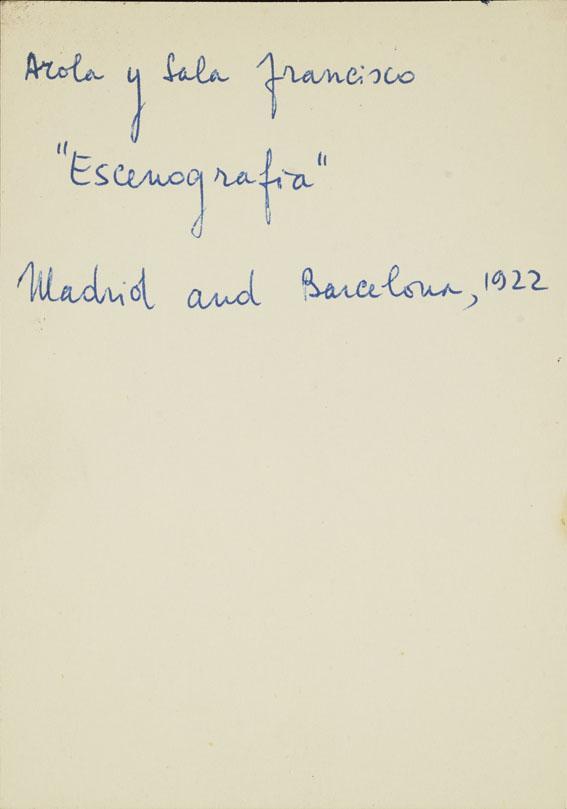 Arola y Sala Francisco
"Escenografia"
Madrid and Barcelona, 1922